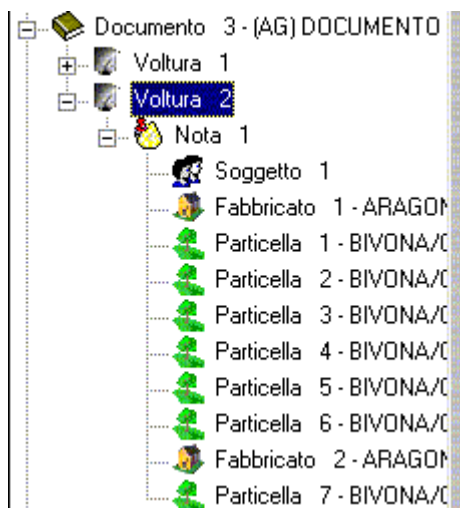 Documento 3 - (AG) DOCUMENTO
Voltura 1
Voltura 2
Nota 1
Soggetto 1
Fabbricato 1 - ARAGON
Particella 1 - BIVONA/C
Particella 2 - BIVONA/C
Particella 3 - BIVONA/C
Particella 4 - BIVONA/C
Particella 5 - BIVONA/C
Particella 6 - BIVONA/C
Fabbricato 2 - ARAGON
Particella 7 - BIVONA/C